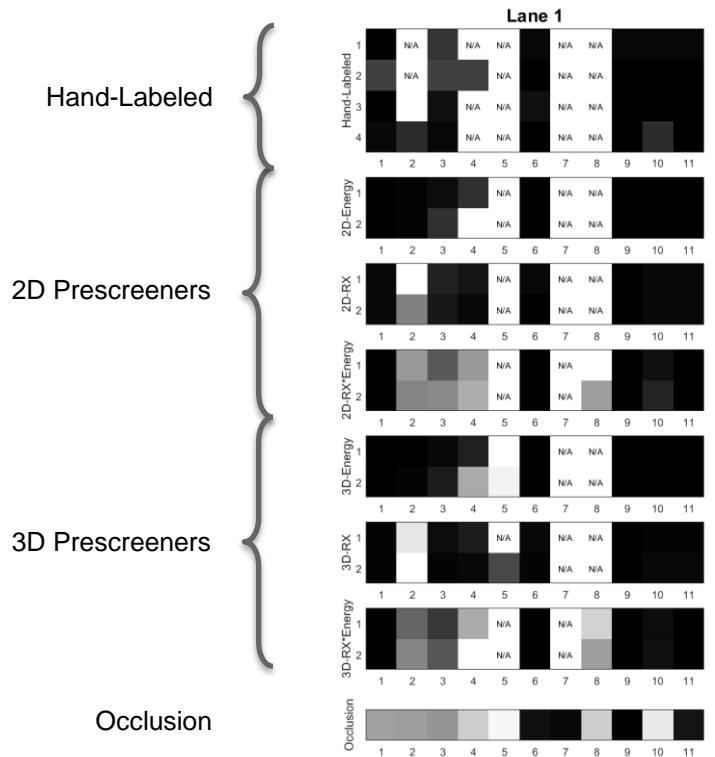 Lane 1
Hand-Labeled
Hand-Labeled
1 N/A N/A N/A N/A N/A
2 N/A N/A N/A N/A
3 N/A N/A N/A N/A
4 N/A N/A N/A N/A
1 2 3 4 5 6 7 8 9 10 11
2D Prescreeners
2D-Energy
1 N/A N/A N/A
2 N/A N/A N/A
1 2 3 4 5 6 7 8 9 10 11
2D-RX
1 N/A N/A N/A
2 N/A N/A N/A
1 2 3 4 5 6 7 8 9 10 11
2D-RX*Energy
1 N/A N/A
2 N/A N/A
1 2 3 4 5 6 7 8 9 10 11
3D Prescreeners
3D-Energy
1 N/A N/A
2 N/A N/A
1 2 3 4 5 6 7 8 9 10 11
3D-RX
1 N/A N/A N/A
2 N/A N/A
1 2 3 4 5 6 7 8 9 10 11
3D-RX*Energy
1 N/A N/A
2 N/A N/A
1 2 3 4 5 6 7 8 9 10 11
Occlusion
Occlusion
1 2 3 4 5 6 7 8 9 10 11